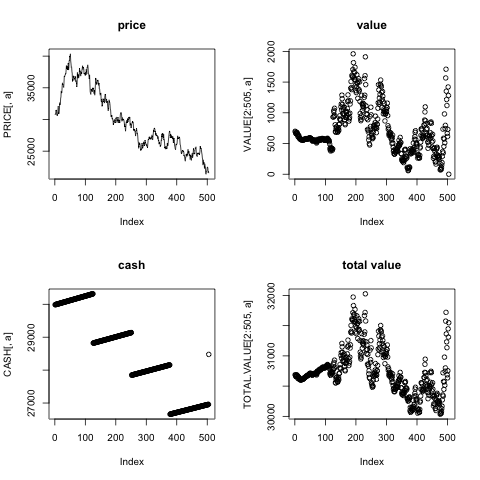 price
PRICE[, a]
25000
35000
0 100 200 300 400 500
Index
value
VALUE[2:505, a]
0 500 1000 1500 2000
0 100 200 300 400 500
Index
cash
CASH[, a]
27000
29000
0 100 200 300 400 500
Index
total value
TOTAL.VALUE[2:505, a]
30000 31000 32000
0 100 200 300 400 500
Index